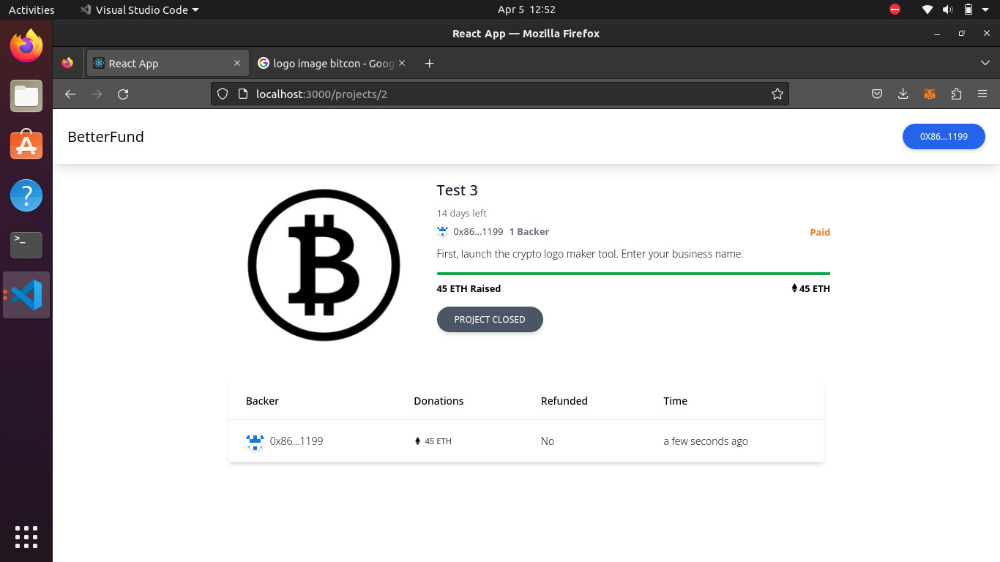 Activities Visual Studio Code Apr 5 12:52
React App — Mozilla Firefox
React App logo image bitcon - Goog
localhost:3000/projects/2
BetterFund 0X86...1199
Test 3
14 days left
0x86...1199 1 Backer Paid
First, launch the crypto logo maker tool. Enter your business name.
45 ETH Raised 45 ETH
PROJECT CLOSED
Backer Donations Refunded Time
0x86...1199 45 ETH No a few seconds ago